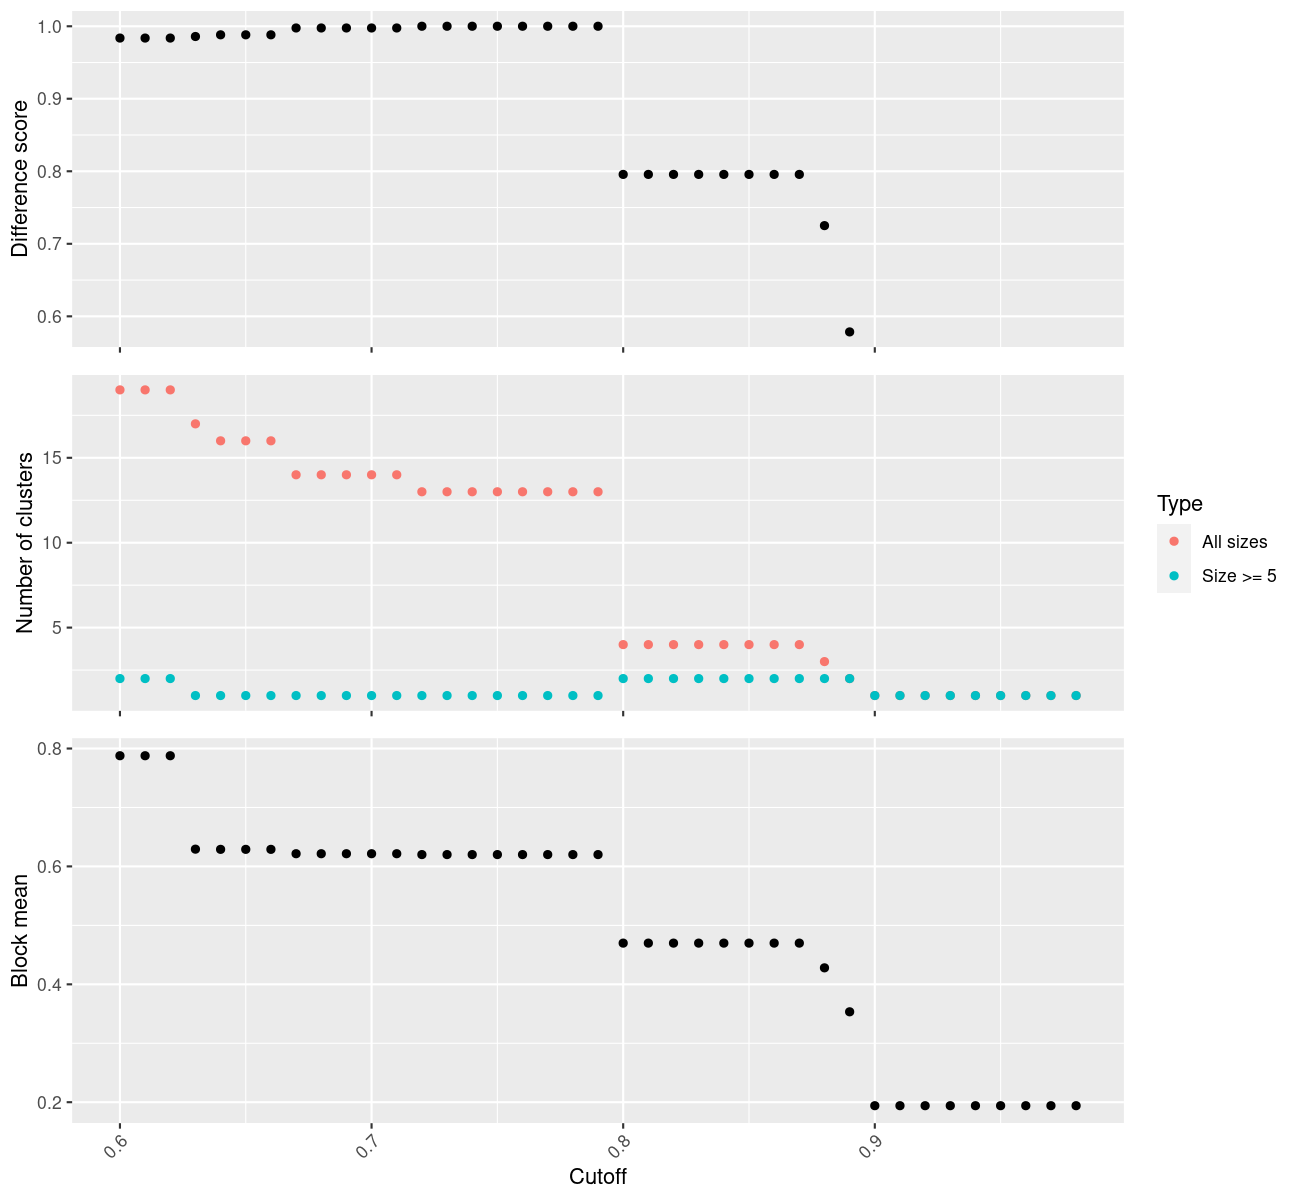 Difference score
1.0
0.9
0.8
0.7
0.6
Number of clusters
15
10
5
Type
All sizes
Size >= 5
Block mean
0.8
0.6
0.4
0.2
0.6 0.7 0.8 0.9
Cutoff